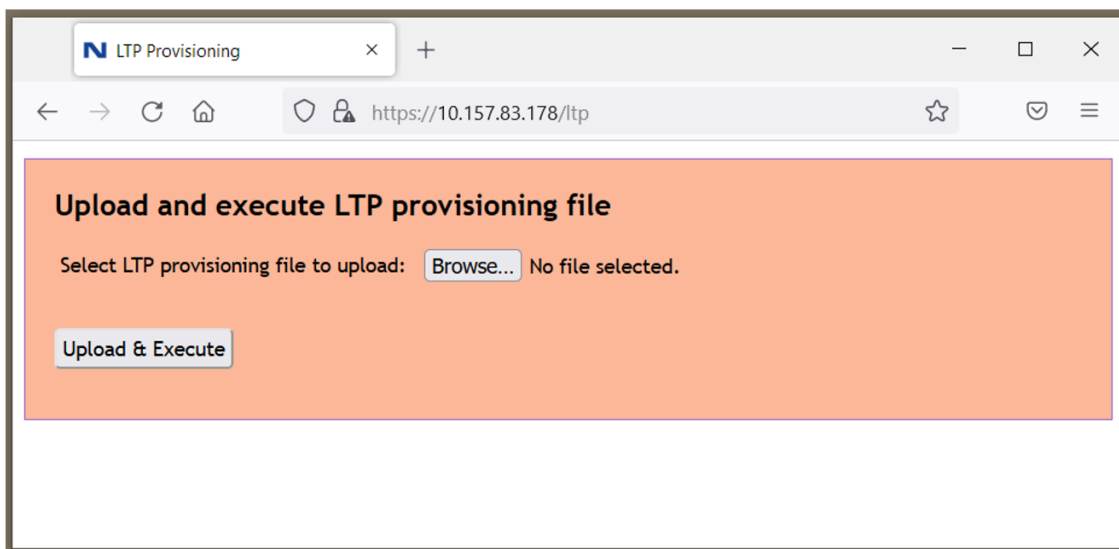 N LTP Provisioning
https://10.157.83.178/ltp
Upload and execute LTP provisioning file
Select LTP provisioning file to upload: Browse... No file selected.
Upload & Execute